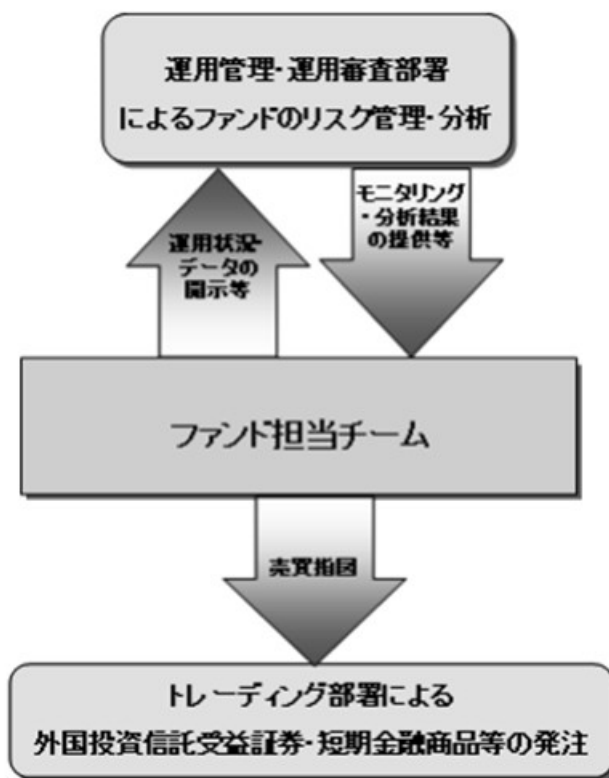 運用管理・運用審査部署
によるファンドのリスク管理・分析
運用状況・
データの
開示等
モニタリング
・分析結果
の提供等
ファンド担当チーム
売買指図
トレーディング部署による
外国投資信託受益証券・短期金融商品等の発注